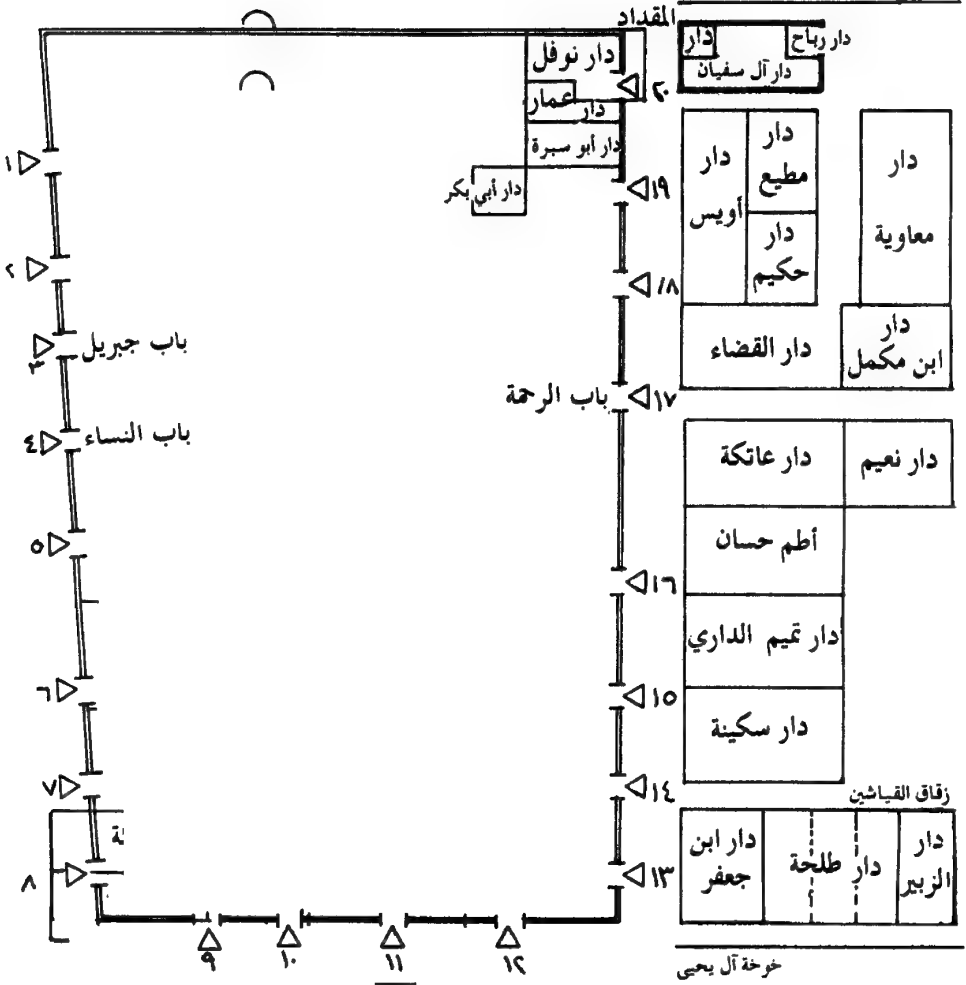 المقداد
دار
دار رباح
دار آل سفيان
دار نوفل
عمار
دار
دار أبو سبرة
دار أبي بكر
٢٠
١٩
١٨
١٧
١٦
١٥
١٤
١٣
١٢
١١
١٠
٩
٨
٧
٦
٥
٤
٣
٢
١
باب جبريل
باب النساء
باب الرحمة
دار
أويس
دار
مطيع
دار
حكيم
دار
معاوية
دار القضاء
دار
ابن مكمل
دار عاتكة
دار نعيم
أطم حسان
دار تميم الداري
دار سكينة
زقاق القياشين
دار ابن
جعفر
دار طلحة
دار
الزبير
خوخة آل يحيى